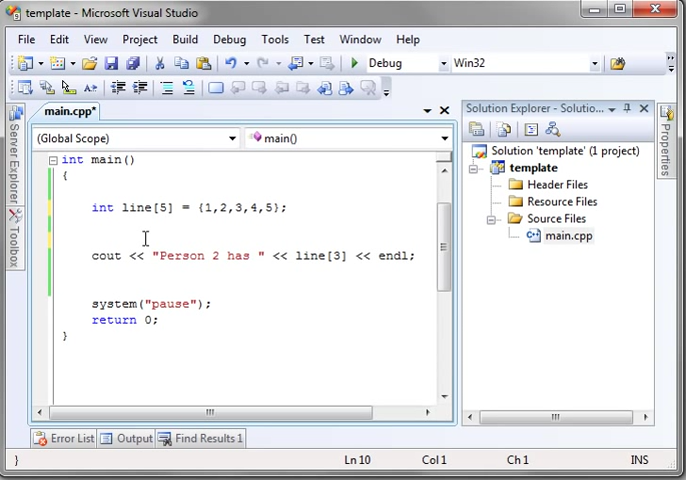 template - Microsoft Visual Studio
File Edit View Project Build Debug Tools Test Window Help
Debug Win32
main.cpp*
(Global Scope) main()
int main()
{
int line[5] = {1,2,3,4,5};
cout << "Person 2 has " << line[3] << endl;
system("pause");
return 0;
}
Server Explorer
Toolbox
Solution Explorer - Solutio...
Solution 'template' (1 project)
template
Header Files
Resource Files
Source Files
main.cpp
Properties
Error List Output Find Results 1
} Ln 10 Col 1 Ch 1 INS